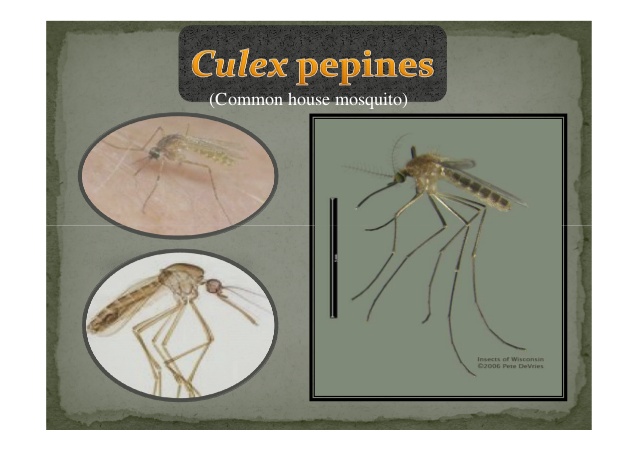 Culex pepines
(Common house mosquito)
Insects of Wisconsin
©2006 Pete DeVries